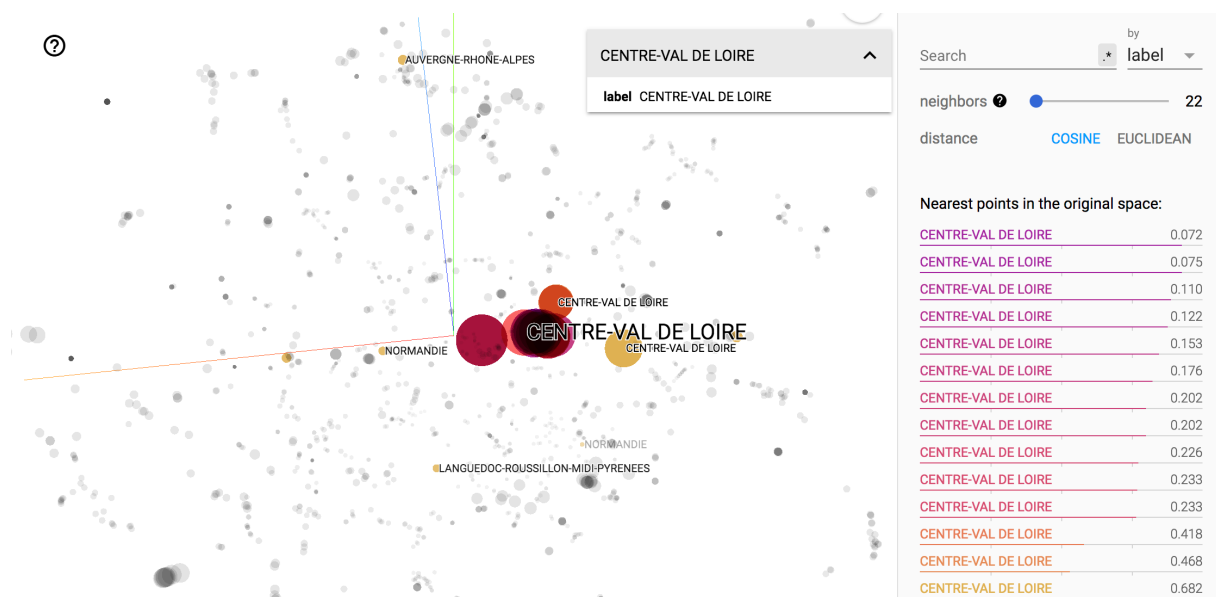 AUVERGNE-RHONE-ALPES
CENTRE-VAL DE LOIRE
label CENTRE-VAL DE LOIRE
CENTRE-VAL DE LOIRE
CENTRE-VAL DE LOIRE
CENTRE-VAL DE LOIRE
NORMANDIE
NORMANDIE
LANGUEDOC-ROUSSILLON-MIDI-PYRENEES
by
Search .* label
neighbors ? 22
distance COSINE EUCLIDEAN
Nearest points in the original space:
CENTRE-VAL DE LOIRE 0.072
CENTRE-VAL DE LOIRE 0.075
CENTRE-VAL DE LOIRE 0.110
CENTRE-VAL DE LOIRE 0.122
CENTRE-VAL DE LOIRE 0.153
CENTRE-VAL DE LOIRE 0.176
CENTRE-VAL DE LOIRE 0.202
CENTRE-VAL DE LOIRE 0.202
CENTRE-VAL DE LOIRE 0.226
CENTRE-VAL DE LOIRE 0.233
CENTRE-VAL DE LOIRE 0.233
CENTRE-VAL DE LOIRE 0.418
CENTRE-VAL DE LOIRE 0.468
CENTRE-VAL DE LOIRE 0.682